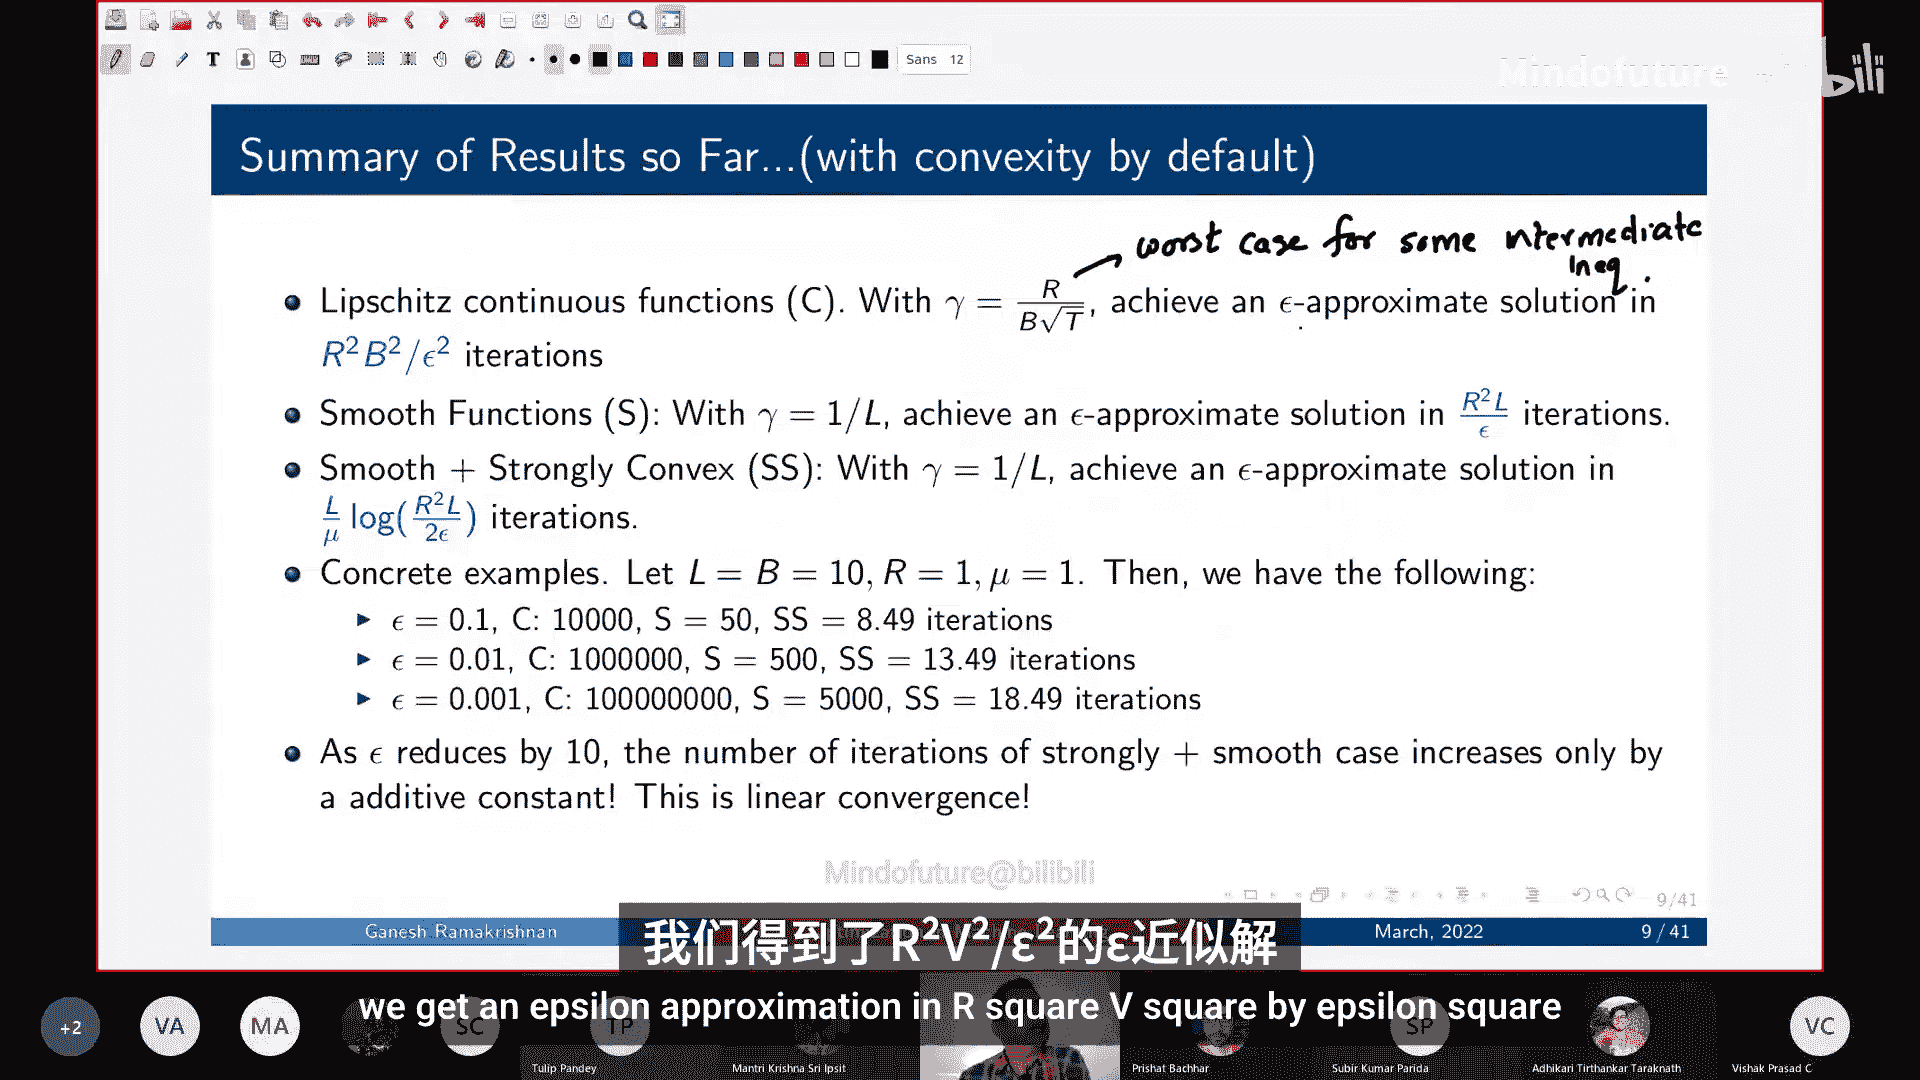 Sans 12
Mindofuture
bili
Summary of Results so Far...(with convexity by default)
worst case for some intermediate
Ineq.
Lipschitz continuous functions (C). With γ = R/(B√T), achieve an ϵ-approximate solution in
R²B²/ϵ² iterations
Smooth Functions (S): With γ = 1/L, achieve an ϵ-approximate solution in R²L/ϵ iterations.
Smooth + Strongly Convex (SS): With γ = 1/L, achieve an ϵ-approximate solution in
L/μ log(R²L/2ϵ) iterations.
Concrete examples. Let L = B = 10, R = 1, μ = 1. Then, we have the following:
ϵ = 0.1, C: 10000, S = 50, SS = 8.49 iterations
ϵ = 0.01, C: 1000000, S = 500, SS = 13.49 iterations
ϵ = 0.001, C: 100000000, S = 5000, SS = 18.49 iterations
As ϵ reduces by 10, the number of iterations of strongly + smooth case increases only by
a additive constant! This is linear convergence!
Mindofuture@bilibili
9/41
Ganesh Ramakrishnan
March, 2022
9 / 41
我们得到了R²V²/ε²的ε近似解
we get an epsilon approximation in R square V square by epsilon square
+2
VA
MA
SC
TP
SP
VC
Tulip Pandey
Mantri Krishna Sri Ipsit
Prishat Bachhar
Subir Kumar Parida
Adhikari Tirthankar Taraknath
Vishak Prasad C